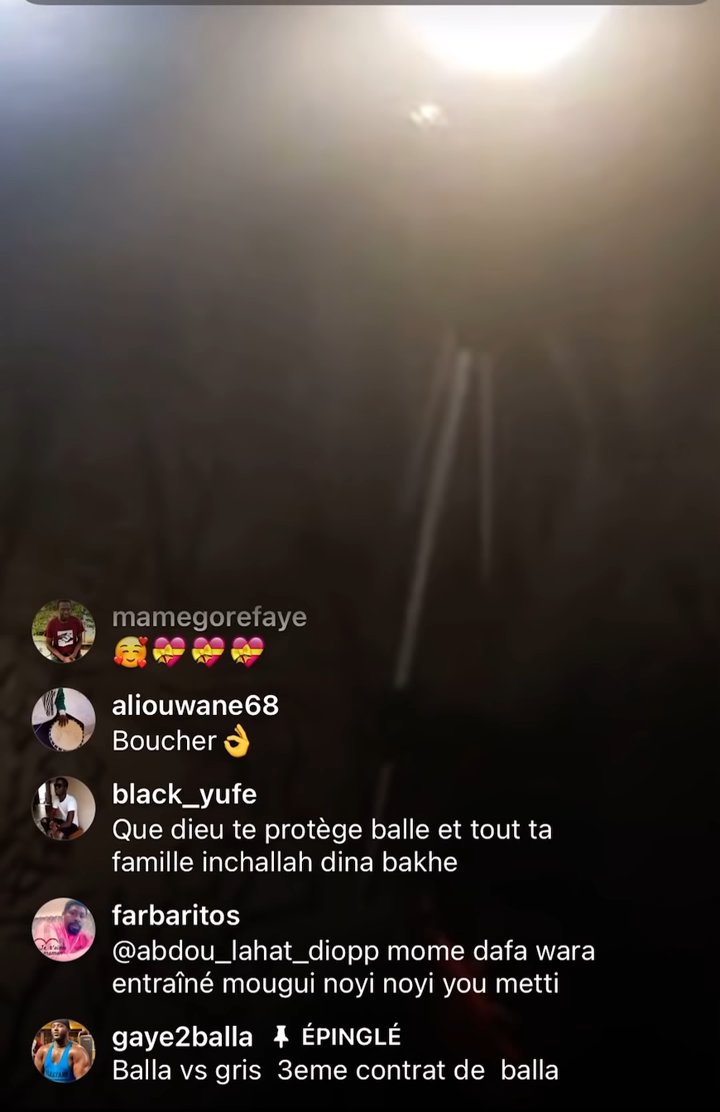 mamegorefaye
🥰💝💝💝
aliouwane68
Boucher👌
black_yufe
Que dieu te protège balle et tout ta
famille inchallah dina bakhe
farbaritos
@abdou_lahat_diopp mome dafa wara
entraîné mougui noyi noyi you metti
gaye2balla 📌 ÉPINGLÉ
Balla vs gris 3eme contrat de balla